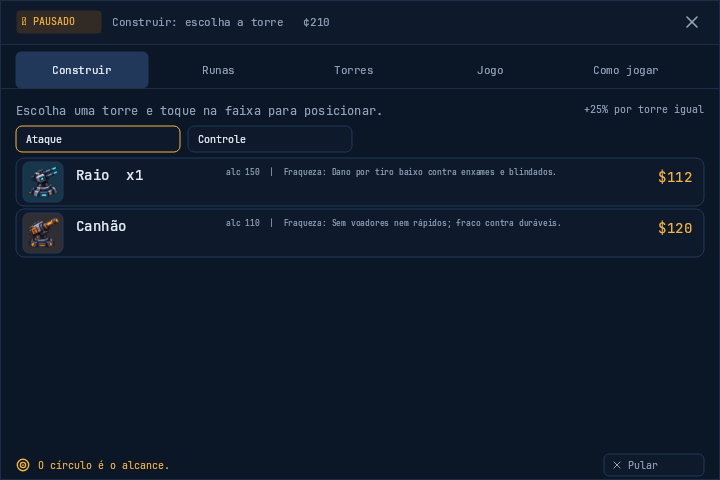 PAUSADO Construir: escolha a torre $210
Construir Runas Torres Jogo Como jogar
Escolha uma torre e toque na faixa para posicionar. +25% por torre igual
Ataque Controle
Raio x1 alc 150 | Fraqueza: Dano por tiro baixo contra enxames e blindados. $112
Canhão alc 110 | Fraqueza: Sem voadores nem rápidos; fraco contra duráveis. $120
O círculo é o alcance. Pular